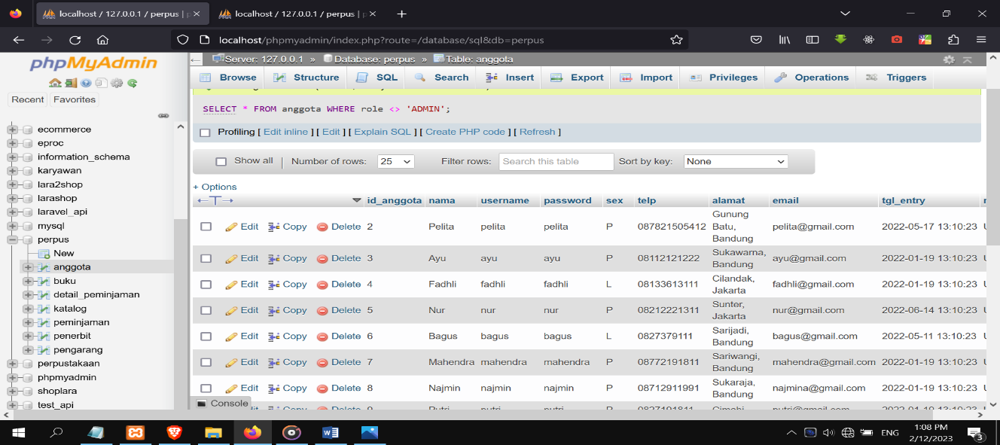 localhost / 127.0.0.1 / perpus | p
localhost / 127.0.0.1 / perpus | p
localhost/phpmyadmin/index.php?route=/database/sql&db=perpus
phpMyAdmin
Recent Favorites
ecommerce
eproc
information_schema
karyawan
lara2shop
larashop
laravel_api
mysql
perpus
New
anggota
buku
detail_peminjaman
katalog
peminjaman
penerbit
pengarang
perpustakaan
phpmyadmin
shoplara
test_api
Server: 127.0.0.1 » Database: perpus » Table: anggota
Browse Structure SQL Search Insert Export Import Privileges Operations Triggers
SELECT * FROM anggota WHERE role <> 'ADMIN';
Profiling [ Edit inline ] [ Edit ] [ Explain SQL ] [ Create PHP code ] [ Refresh ]
Show all | Number of rows: 25 Filter rows: Search this table Sort by key: None
+ Options
id_anggota nama username password sex telp alamat email tgl_entry
Edit Copy Delete 2 Pelita pelita pelita P 087821505412 Gunung Batu, Bandung pelita@gmail.com 2022-05-17 13:10:23
Edit Copy Delete 3 Ayu ayu ayu P 08112121222 Sukawarna, Bandung ayu@gmail.com 2022-01-19 13:10:23
Edit Copy Delete 4 Fadhli fadhli fadhli L 08133613111 Cilandak, Jakarta fadhli@gmail.com 2022-01-19 13:10:23
Edit Copy Delete 5 Nur nur nur P 08212221311 Sunter, Jakarta nur@gmail.com 2022-06-14 13:10:23
Edit Copy Delete 6 Bagus bagus bagus L 0827379111 Sarijadi, Bandung bagus@gmail.com 2022-05-11 13:10:23
Edit Copy Delete 7 Mahendra mahendra mahendra P 08772191811 Sariwangi, Bandung mahendra@gmail.com 2022-01-19 13:10:23
Edit Copy Delete 8 Najmin najmin najmin P 08712911991 Sukaraja, Bandung najmina@gmail.com 2022-01-19 13:10:23
Console
ENG
1:08 PM
2/12/2023
3